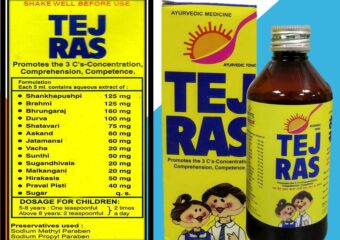 SHAKE WELL BEFORE USE
TEJ
RAS
Promotes the 3 C's-Concentration,
Comprehension, Competence.
Formulation
Each 5 ml. contains aqueous extract of :
Shankhapushpi 125 mg
Brahmi 125 mg
Bhrungaraj 160 mg
Durva 100 mg
Shatavari 75 mg
Askand 60 mg
Jatamansi 60 mg
Vacha 20 mg
Sunthi 50 mg
Sugandhivala 20 mg
Malkangani 20 mg
Hirakasis 50 mg
Praval Pisti 40 mg
Sugar q. s.
DOSAGE FOR CHILDREN:
5-8 years : One teaspoonful 2 times
Above 8 years: 2 teaspoonful a day
Preservatives used :
Sodium Methyl Paraben
Sodium Propyl Paraben
AYURVEDIC MEDICINE
AYURVEDIC TONIC
TEJ
RAS
Promotes the 3 C's-Concentration,
Comprehension, Competence.
TEJ
RAS